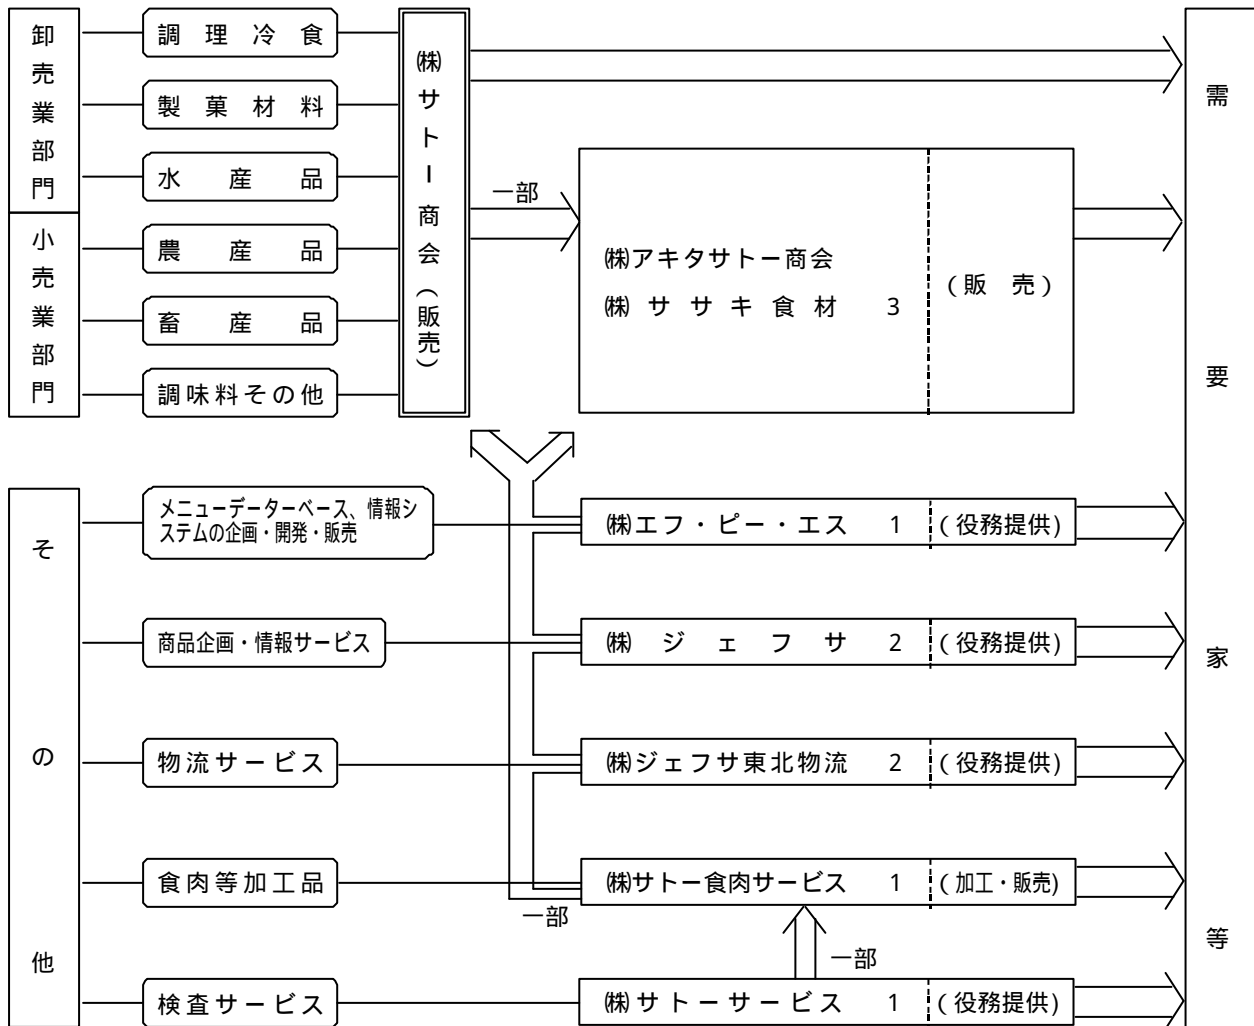 卸売業部門
小売業部門
調理冷食
製菓材料
水産品
農産品
畜産品
調味料その他
㈱サトー商会(販売)
一部
㈱アキタサトー商会
㈱ササキ食材 3
(販売)
需要家等
その他
メニューデーターベース、情報シ
ステムの企画・開発・販売
㈱エフ・ピー・エス 1 (役務提供)
商品企画・情報サービス
㈱ジェフサ 2 (役務提供)
物流サービス
㈱ジェフサ東北物流 2 (役務提供)
食肉等加工品
㈱サトー食肉サービス 1 (加工・販売)
一部
一部
検査サービス
㈱サトーサービス 1 (役務提供)